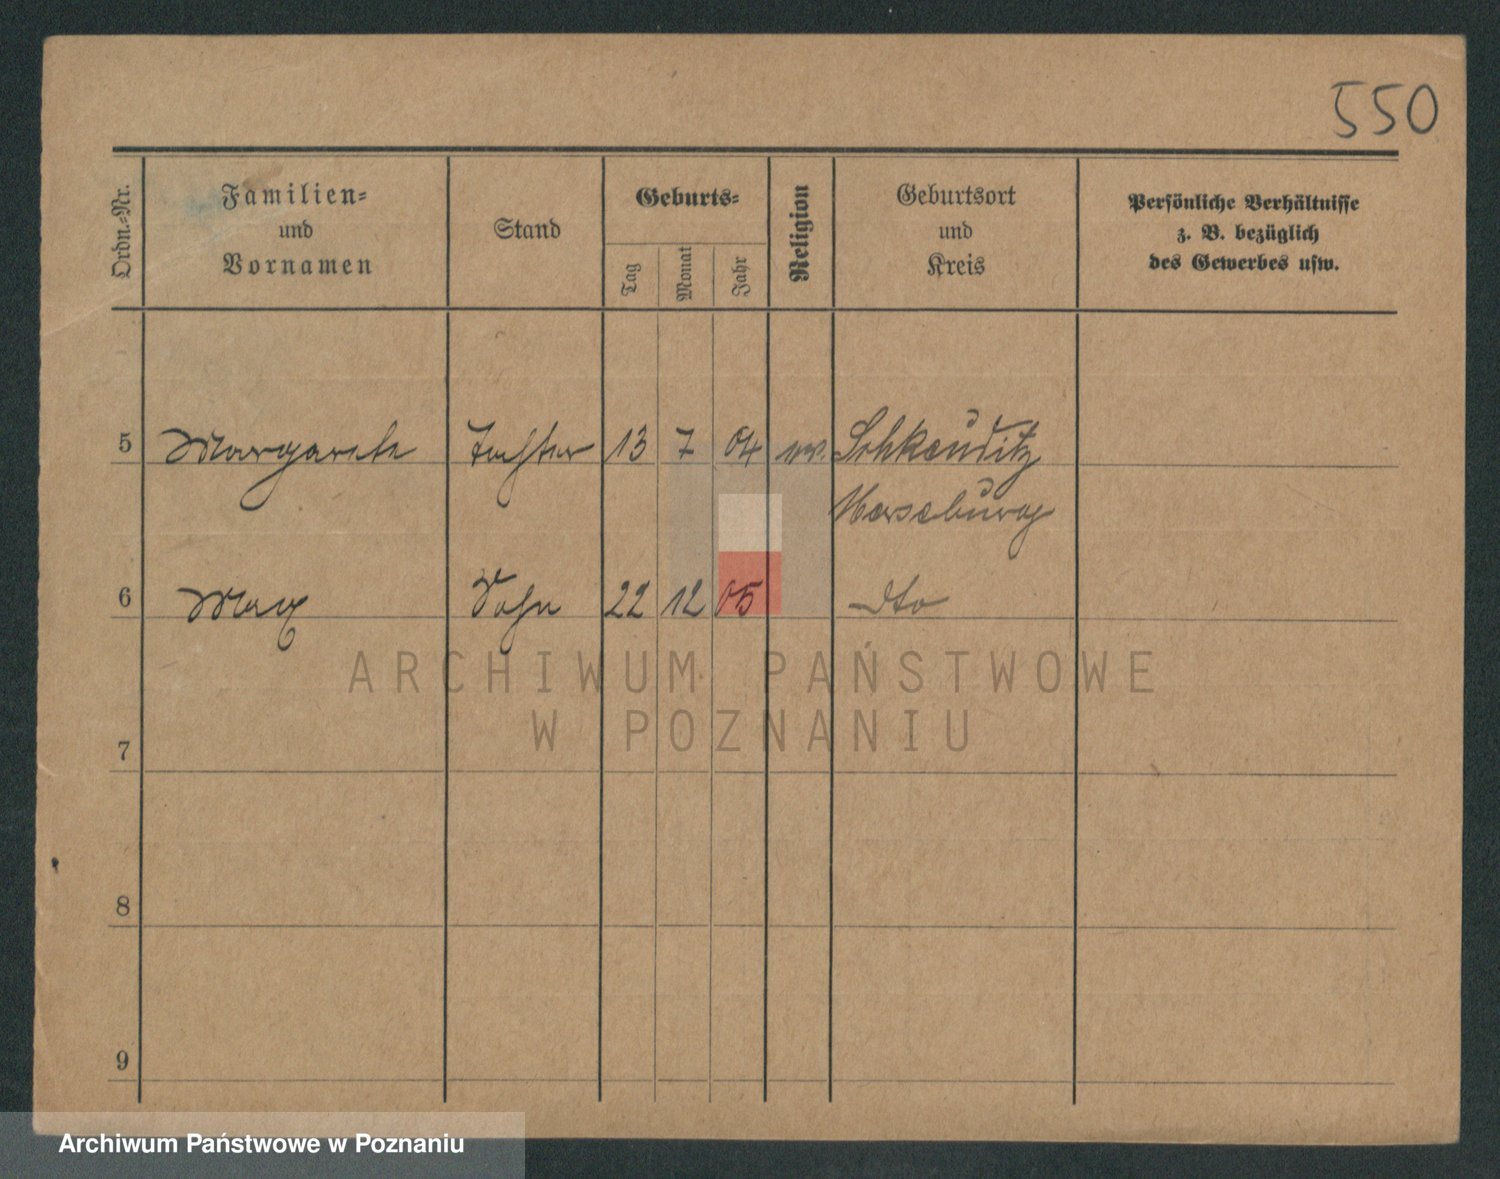 550
Ordn.-Nr.
Familien-
und
Vornamen
Stand
Geburts-
Tag
Monat
Jahr
Religion
Geburtsort
und
Kreis
Persönliche Verhältnisse
z. B. bezüglich
des Gewerbes usw.
5 Margarete Tochter 13 7 04 ev. Schkeuditz
Merseburg
6 Max Sohn 22 12 05 dto
ARCHIWUM PAŃSTWOWE
W POZNANIU
7
8
9
Archiwum Państwowe w Poznaniu